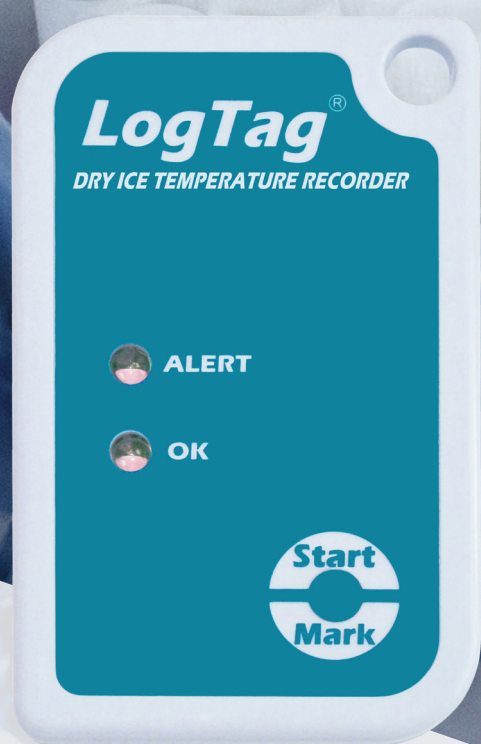 LogTag®
DRY ICE TEMPERATURE RECORDER
ALERT
OK
Start
Mark